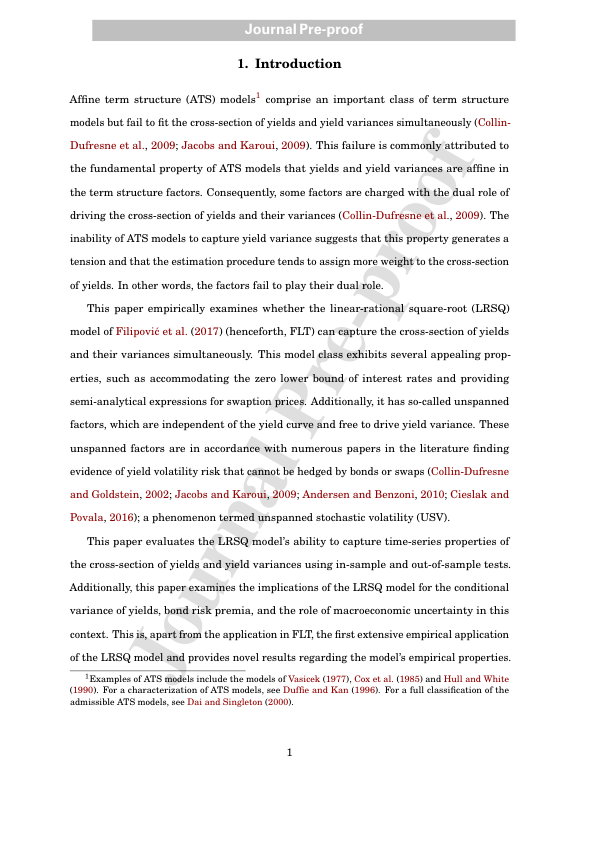 Journal Pre-proof
1. Introduction
Affine term structure (ATS) models1 comprise an important class of term structure
models but fail to fit the cross-section of yields and yield variances simultaneously (Collin-
Dufresne et al., 2009; Jacobs and Karoui, 2009). This failure is commonly attributed to
the fundamental property of ATS models that yields and yield variances are affine in
the term structure factors. Consequently, some factors are charged with the dual role of
driving the cross-section of yields and their variances (Collin-Dufresne et al., 2009). The
inability of ATS models to capture yield variance suggests that this property generates a
tension and that the estimation procedure tends to assign more weight to the cross-section
of yields. In other words, the factors fail to play their dual role.
This paper empirically examines whether the linear-rational square-root (LRSQ)
model of Filipović et al. (2017) (henceforth, FLT) can capture the cross-section of yields
and their variances simultaneously. This model class exhibits several appealing prop-
erties, such as accommodating the zero lower bound of interest rates and providing
semi-analytical expressions for swaption prices. Additionally, it has so-called unspanned
factors, which are independent of the yield curve and free to drive yield variance. These
unspanned factors are in accordance with numerous papers in the literature finding
evidence of yield volatility risk that cannot be hedged by bonds or swaps (Collin-Dufresne
and Goldstein, 2002; Jacobs and Karoui, 2009; Andersen and Benzoni, 2010; Cieslak and
Povala, 2016); a phenomenon termed unspanned stochastic volatility (USV).
This paper evaluates the LRSQ model's ability to capture time-series properties of
the cross-section of yields and yield variances using in-sample and out-of-sample tests.
Additionally, this paper examines the implications of the LRSQ model for the conditional
variance of yields, bond risk premia, and the role of macroeconomic uncertainty in this
context. This is, apart from the application in FLT, the first extensive empirical application
of the LRSQ model and provides novel results regarding the model's empirical properties.
1Examples of ATS models include the models of Vasicek (1977), Cox et al. (1985) and Hull and White
(1990). For a characterization of ATS models, see Duffie and Kan (1996). For a full classification of the
admissible ATS models, see Dai and Singleton (2000).
1
Journal Pre-proof